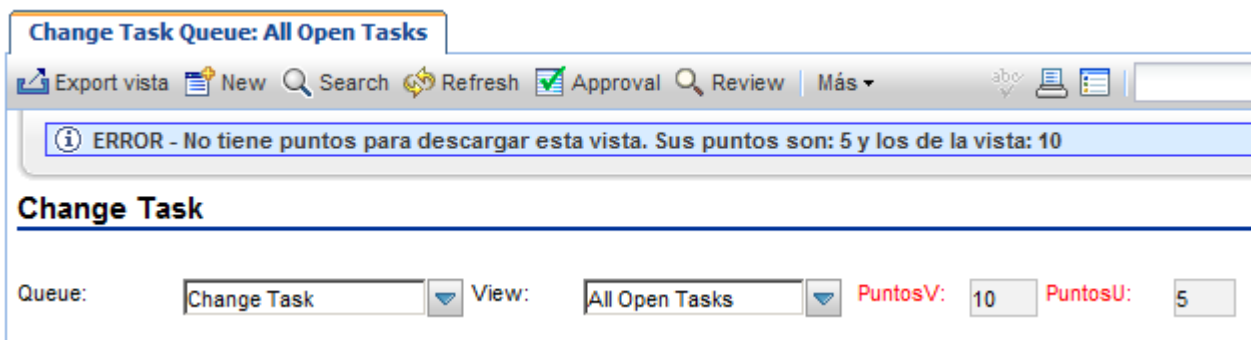 Change Task Queue: All Open Tasks
Export vista New Search Refresh Approval Review Más abc
ERROR - No tiene puntos para descargar esta vista. Sus puntos son: 5 y los de la vista: 10
Change Task
Queue: Change Task View: All Open Tasks PuntosV: 10 PuntosU: 5